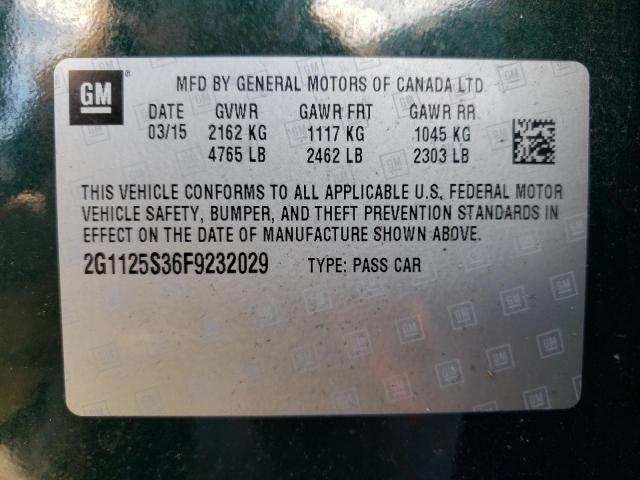 GM ® MFD BY GENERAL MOTORS OF CANADA LTD.
DATE GVWR GAWR FRT GAWR RR
03/15 2162 KG 1117 KG 1045 KG
4765 LB 2462 LB 2303 LB
THIS VEHICLE CONFORMS TO ALL APPLICABLE U.S. FEDERAL MOTOR
VEHICLE SAFETY, BUMPER, AND THEFT PREVENTION STANDARDS IN
EFFECT ON THE DATE OF MANUFACTURE SHOWN ABOVE.
2G1125S36F9232029 TYPE: PASS CAR